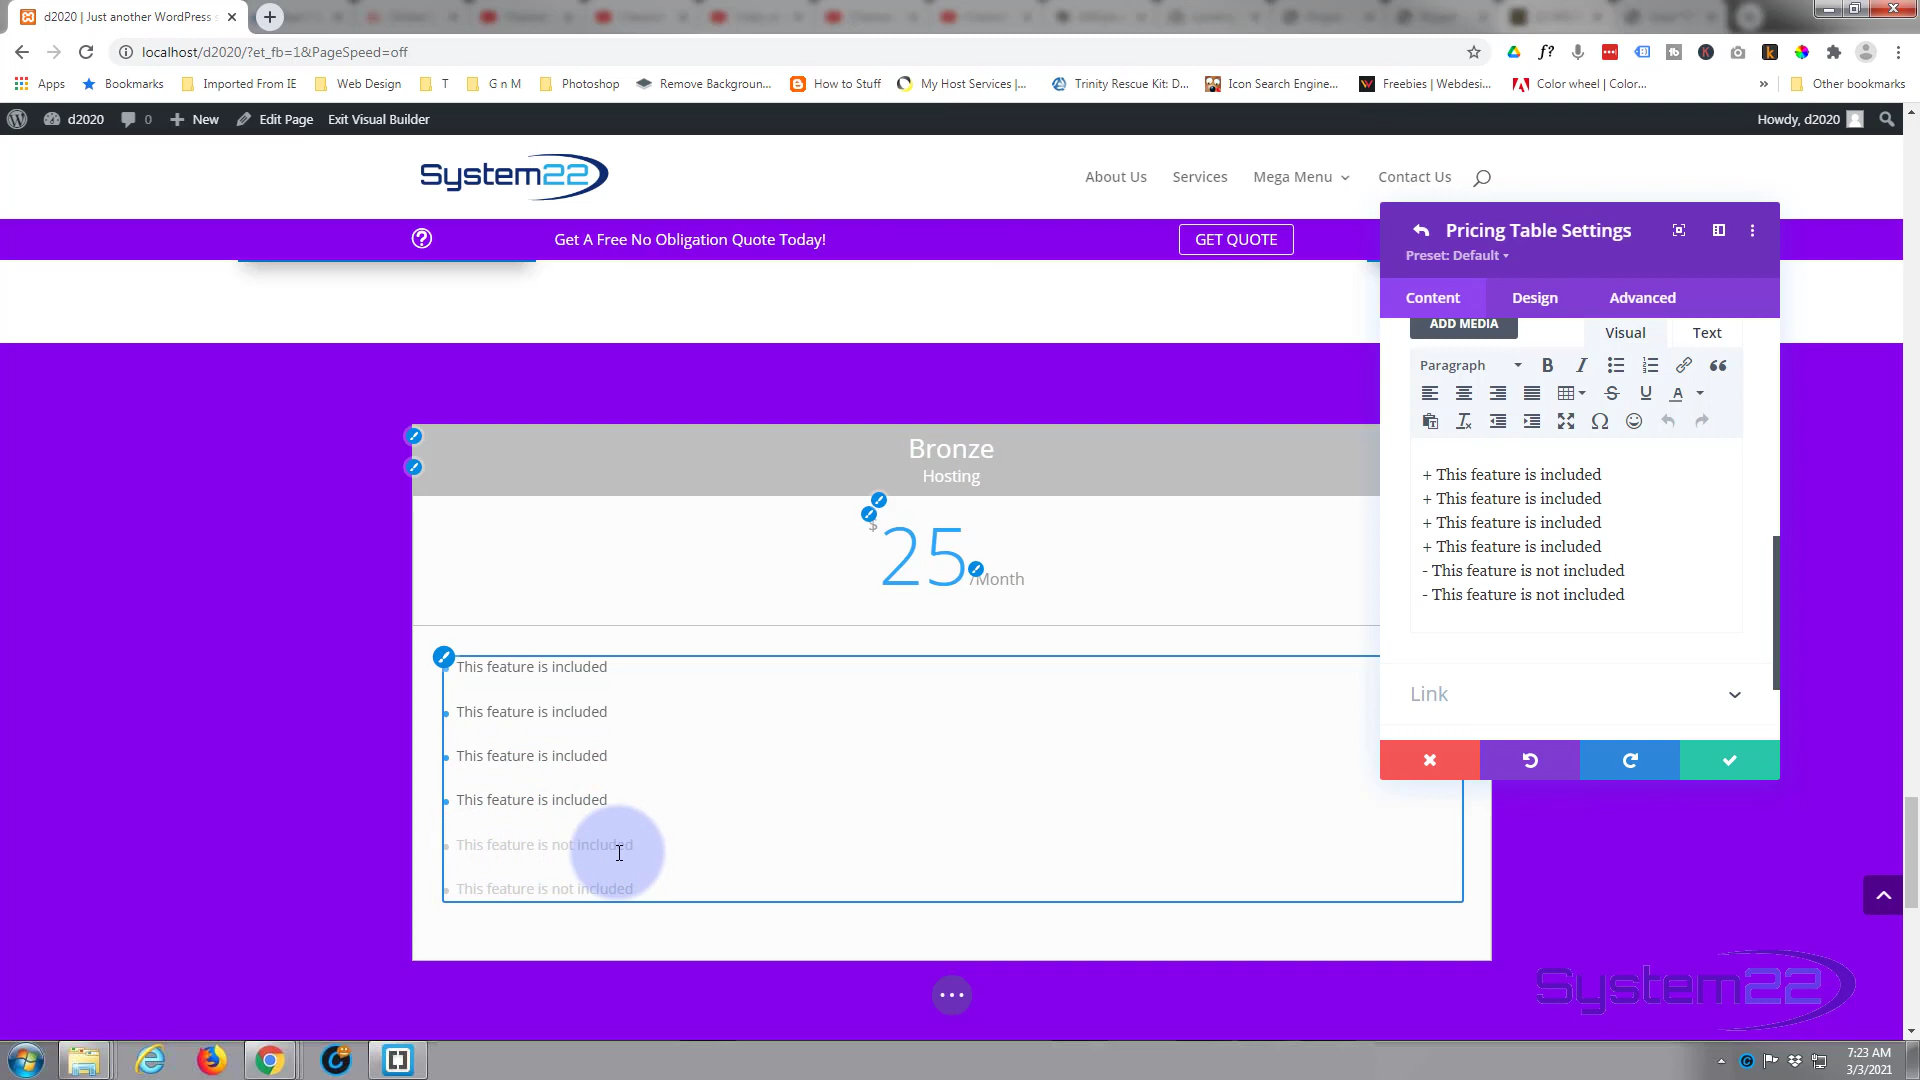 d2020 | Just another WordPress
localhost/d2020/?et_fb=1&PageSpeed=off
Apps
Bookmarks
Imported From IE
Web Design
T
G n M
Photoshop
Remove Backgroun...
How to Stuff
My Host Services |...
Trinity Rescue Kit: D...
Icon Search Engine...
Freebies | Webdesi...
Color wheel | Color...
»
Other bookmarks
d2020
0
New
Edit Page
Exit Visual Builder
Howdy, d2020
System22
About Us
Services
Mega Menu
Contact Us
Get A Free No Obligation Quote Today!
GET QUOTE
Bronze
Hosting
$
25
/Month
This feature is included
This feature is included
This feature is included
This feature is included
This feature is not included
This feature is not included
Pricing Table Settings
Preset: Default
Content
Design
Advanced
ADD MEDIA
Visual
Text
Paragraph
+ This feature is included
+ This feature is included
+ This feature is included
+ This feature is included
- This feature is not included
- This feature is not included
Link
System22
7:23 AM
3/3/2021